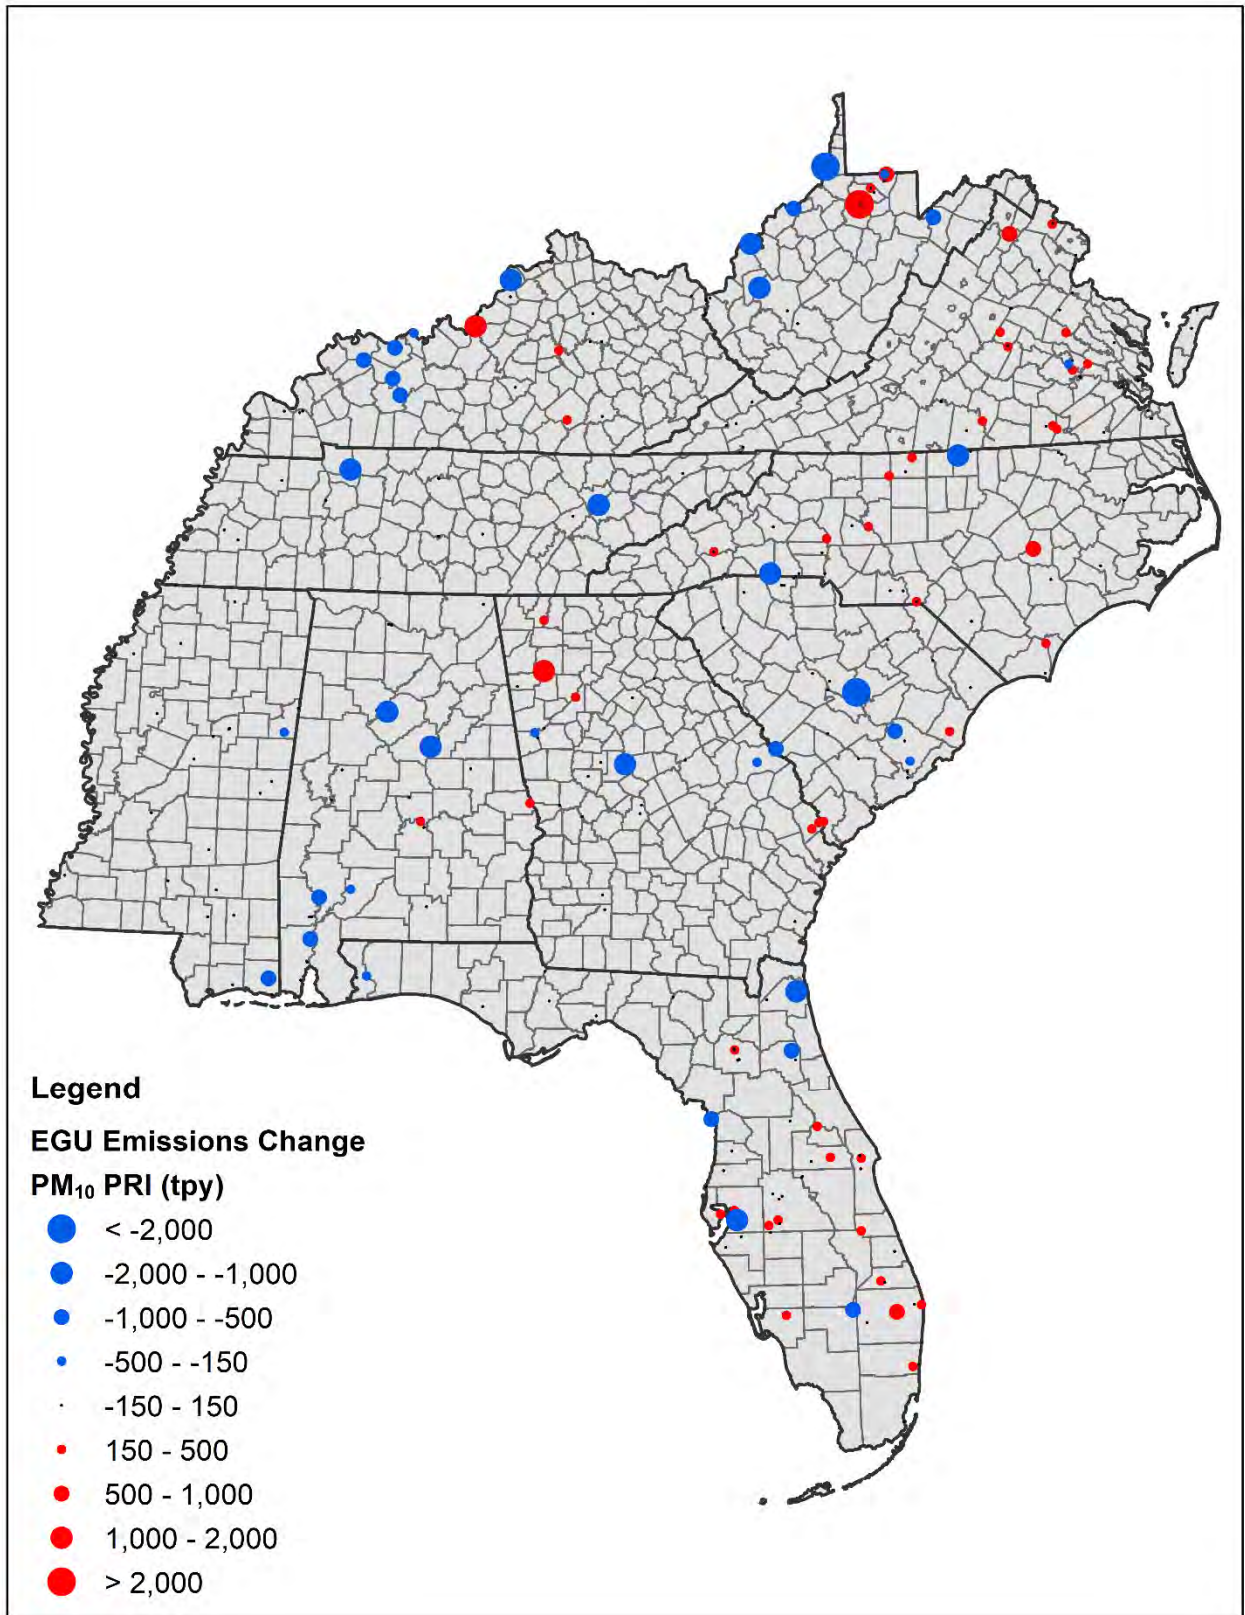 Legend
EGU Emissions Change
PM₁₀ PRI (tpy)
< -2,000
-2,000 - -1,000
-1,000 - -500
-500 - -150
-150 - 150
150 - 500
500 - 1,000
1,000 - 2,000
> 2,000